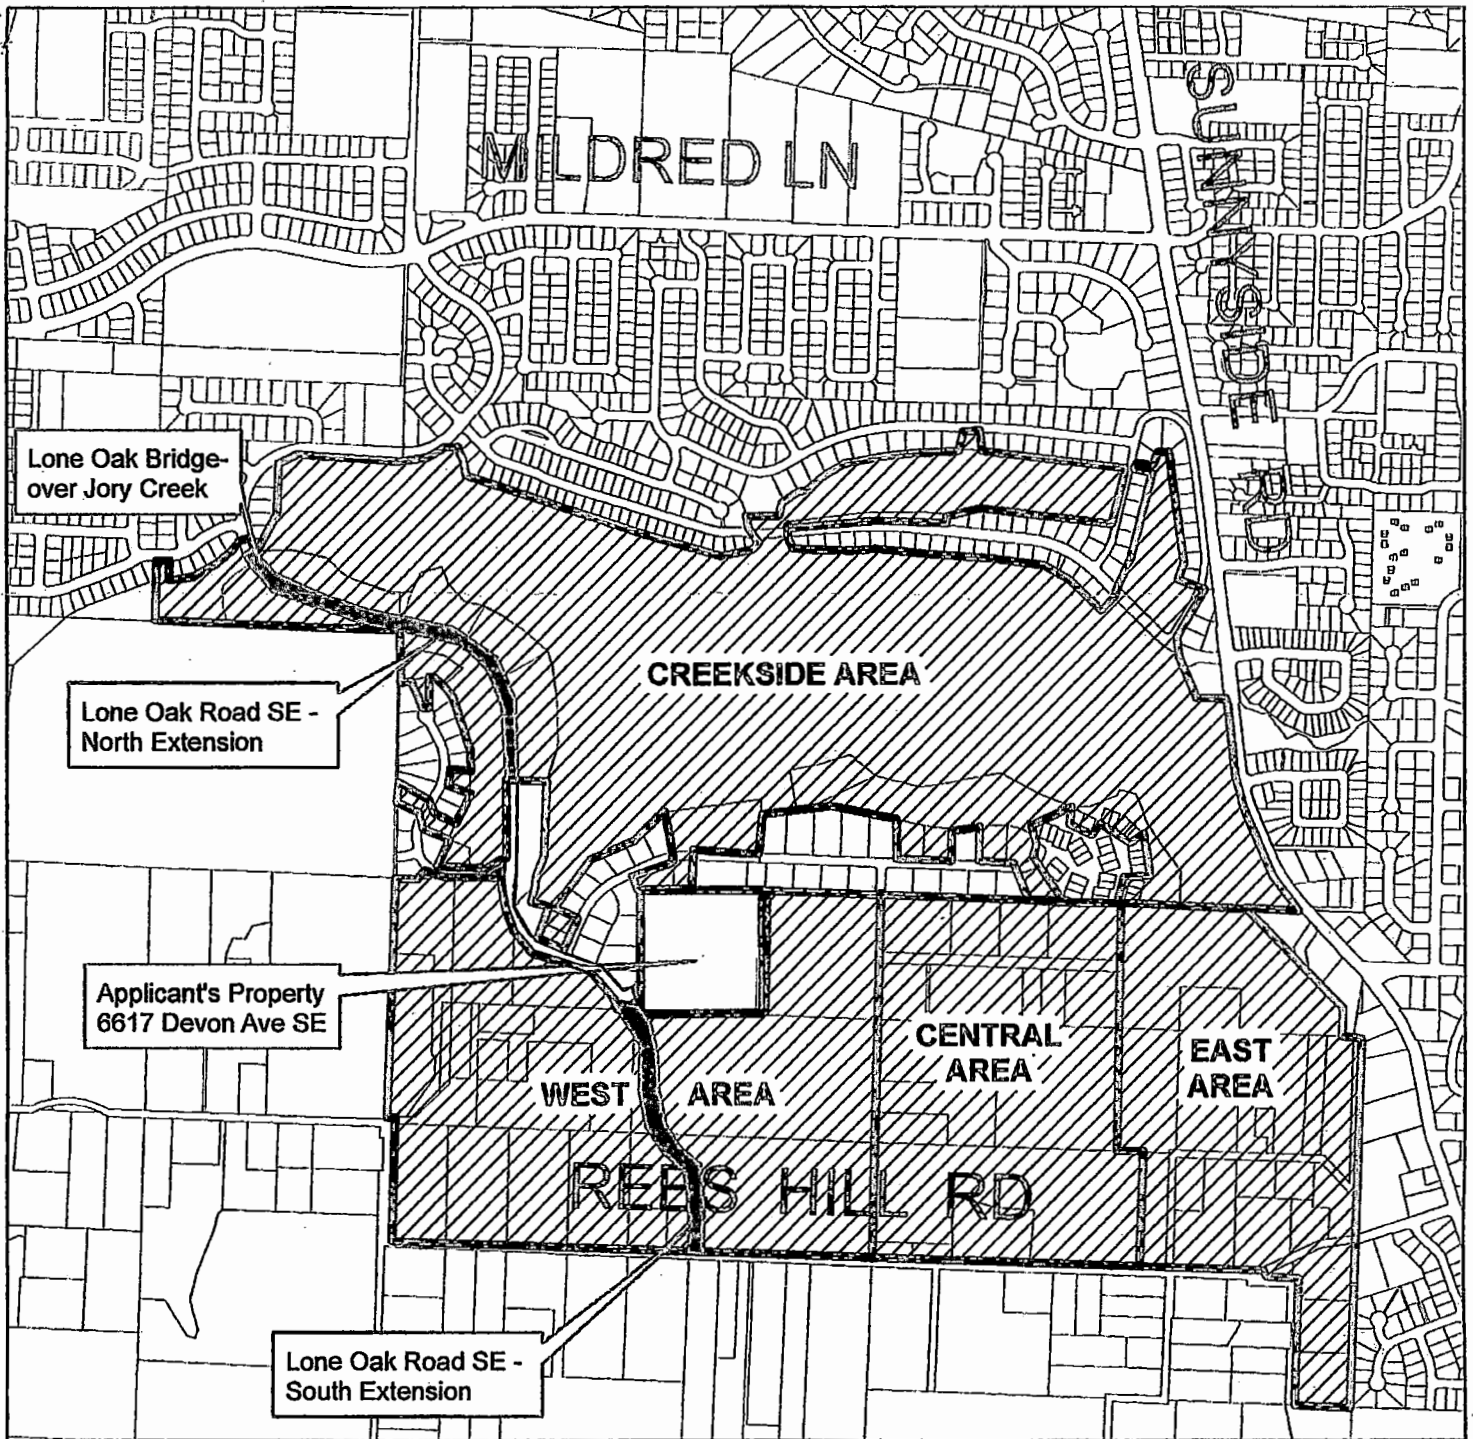 MILDRED LN
SUNNYSIDE RD
Lone Oak Bridge-
over Jory Creek
CREEKSIDE AREA
Lone Oak Road SE -
North Extension
Applicant's Property
6617 Devon Ave SE
CENTRAL
AREA
EAST
AREA
WEST AREA
REES HILL RD
Lone Oak Road SE -
South Extension